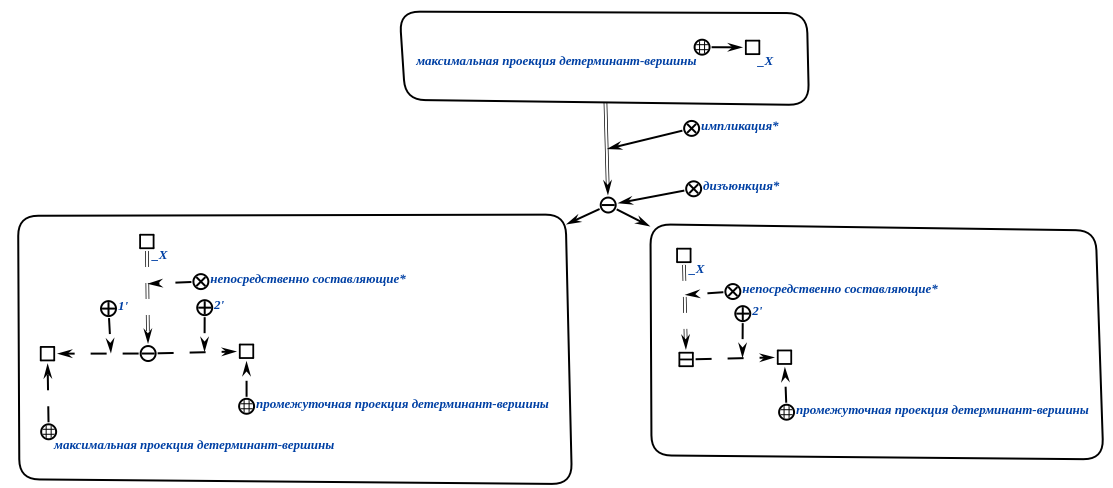 максимальная проекция детерминант-вершины
_X
импликация*
дизъюнкция*
_X
непосредственно составляющие*
1'
2'
промежуточная проекция детерминант-вершины
максимальная проекция детерминант-вершины
_X
непосредственно составляющие*
2'
промежуточная проекция детерминант-вершины